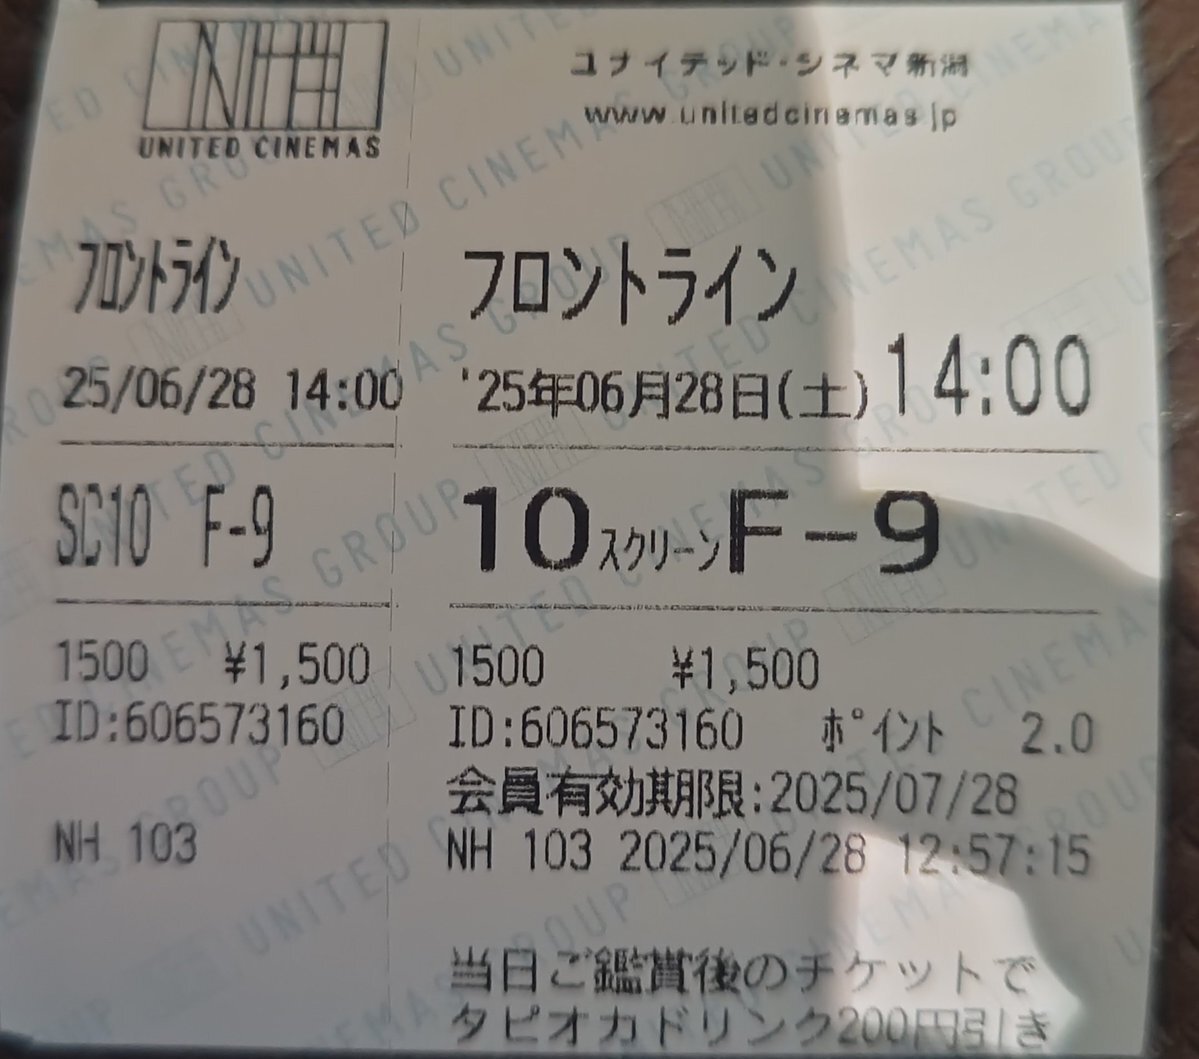 UNITED CINEMAS
ユナイテッド・シネマ新潟
www.unitedcinemas.jp
フロントライン
25/06/28 14:00
SC10 F-9
1500 ¥1,500
ID:606573160
NH 103
フロントライン
'25年06月28日(土) 14:00
10スクリーン F-9
1500 ¥1,500
ID:606573160 ポイント 2.0
会員有効期限:2025/07/28
NH 103 2025/06/28 12:57:15
当日ご鑑賞後のチケットで
タピオカドリンク200円引き
UNITED CINEMAS GROUP